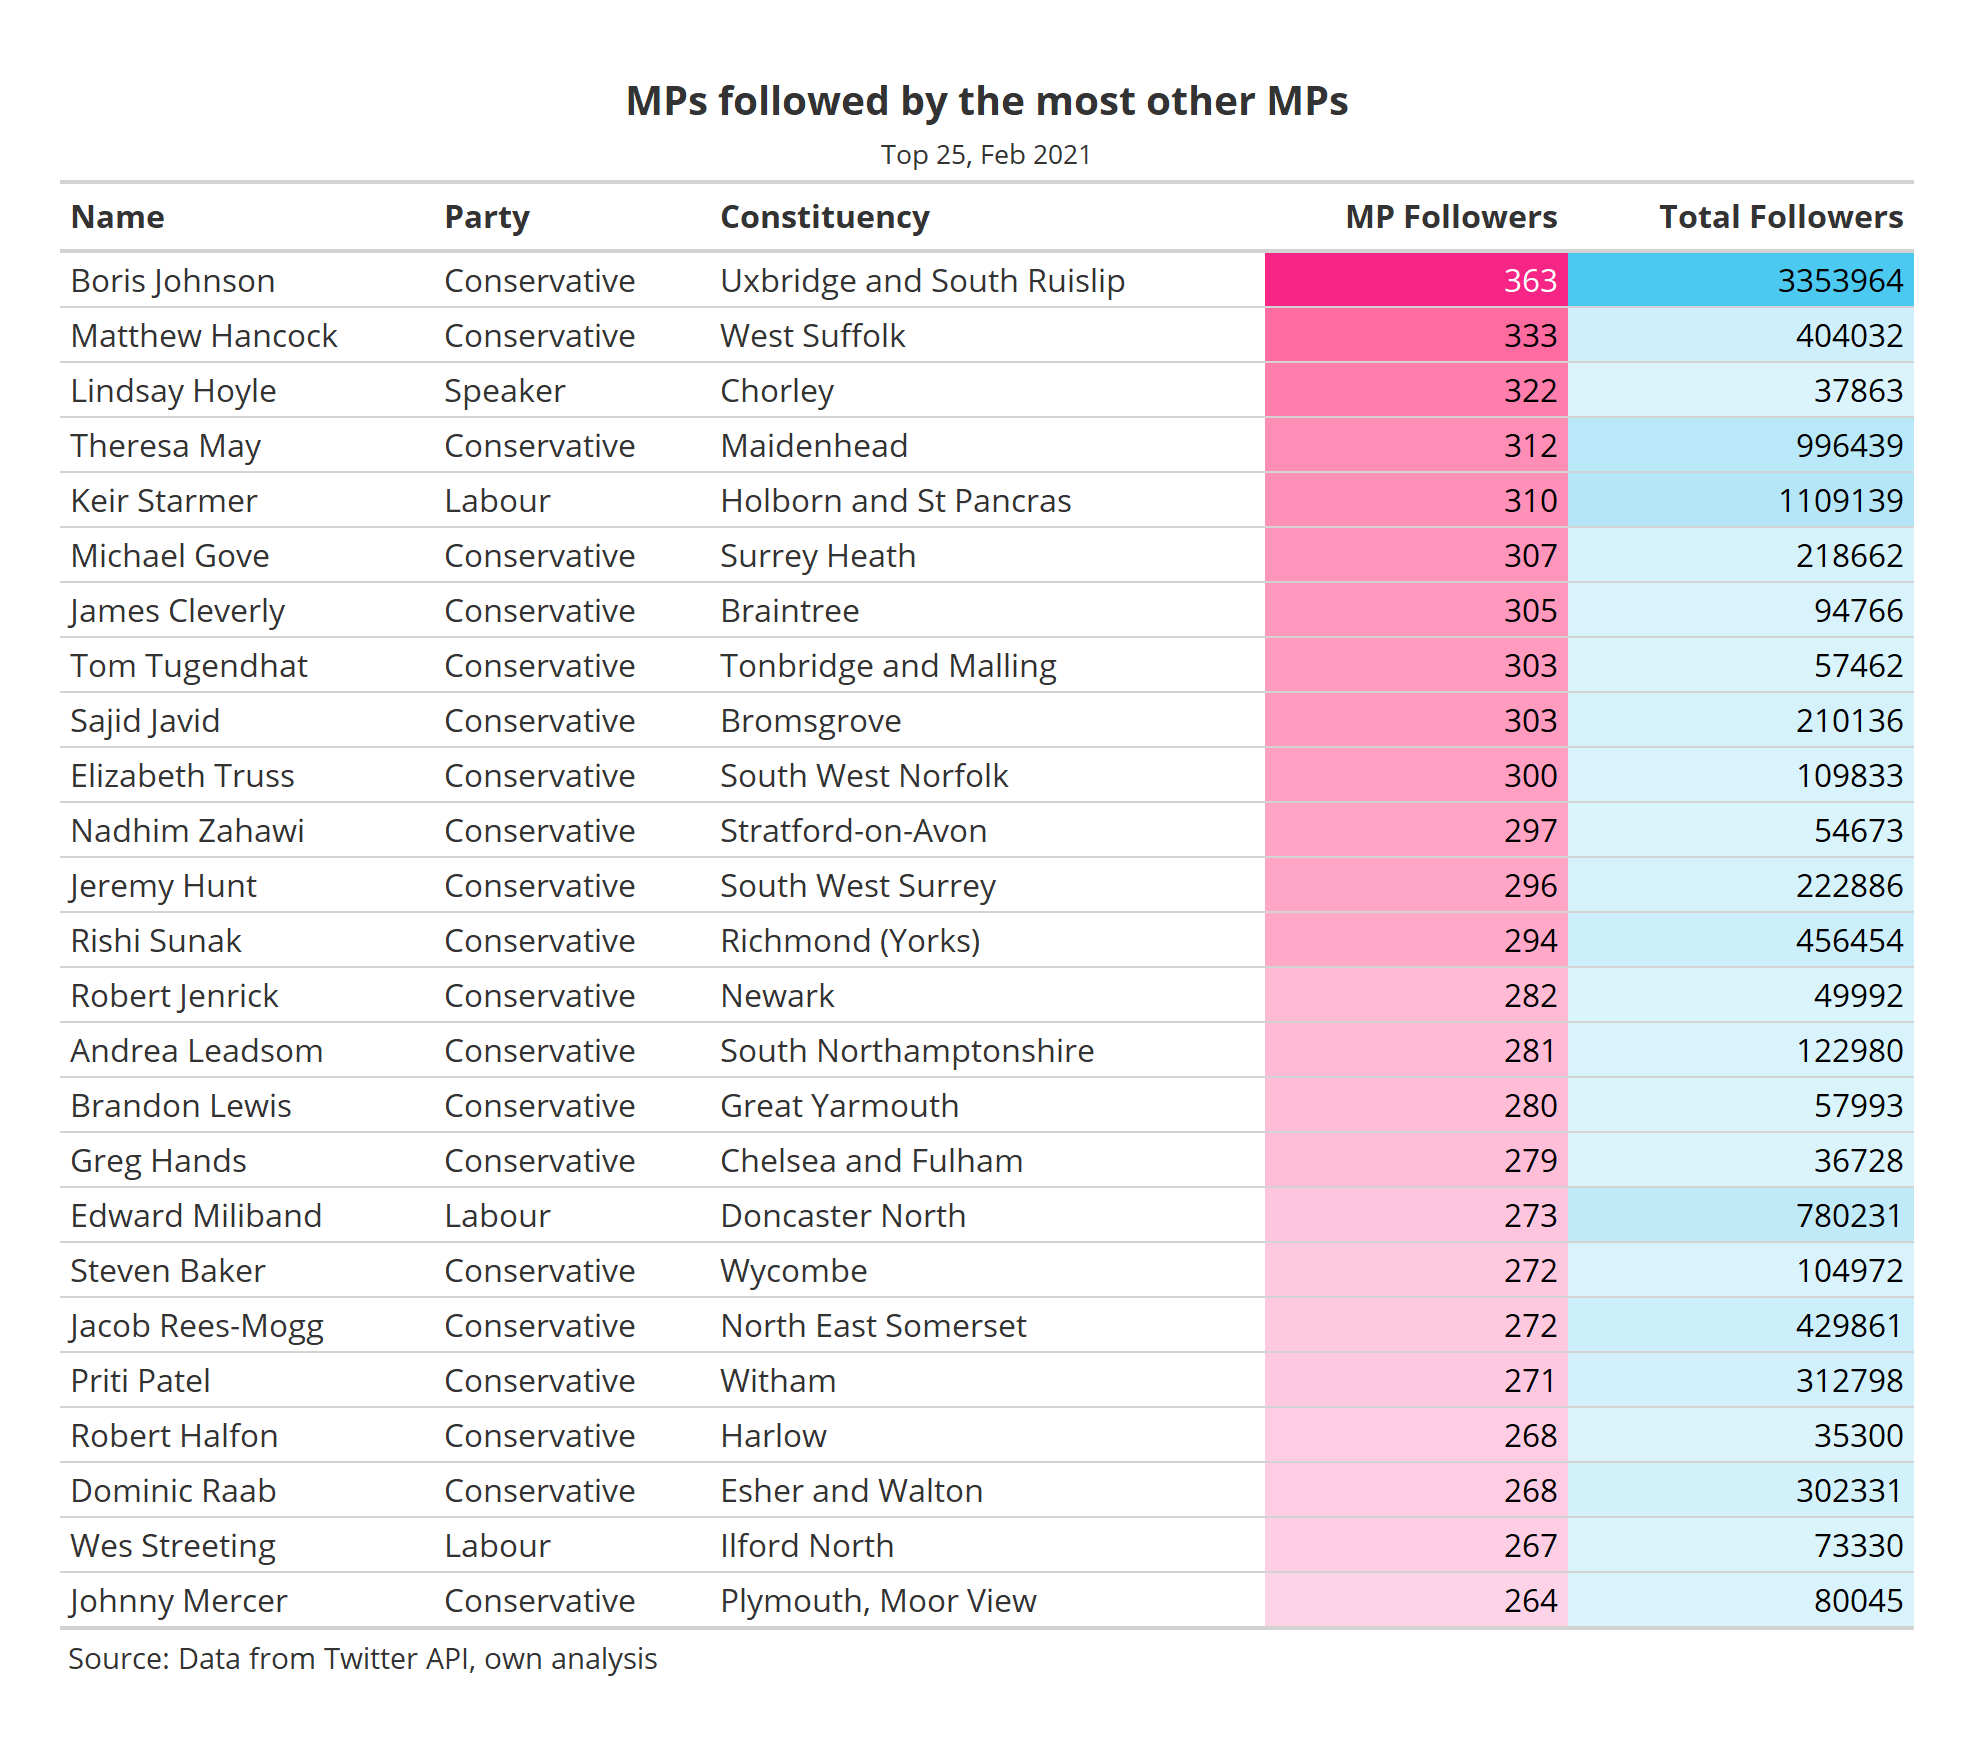 MPs followed by the most other MPs
Top 25, Feb 2021
Name Party Constituency MP Followers Total Followers
Boris Johnson Conservative Uxbridge and South Ruislip 363 3353964
Matthew Hancock Conservative West Suffolk 333 404032
Lindsay Hoyle Speaker Chorley 322 37863
Theresa May Conservative Maidenhead 312 996439
Keir Starmer Labour Holborn and St Pancras 310 1109139
Michael Gove Conservative Surrey Heath 307 218662
James Cleverly Conservative Braintree 305 94766
Tom Tugendhat Conservative Tonbridge and Malling 303 57462
Sajid Javid Conservative Bromsgrove 303 210136
Elizabeth Truss Conservative South West Norfolk 300 109833
Nadhim Zahawi Conservative Stratford-on-Avon 297 54673
Jeremy Hunt Conservative South West Surrey 296 222886
Rishi Sunak Conservative Richmond (Yorks) 294 456454
Robert Jenrick Conservative Newark 282 49992
Andrea Leadsom Conservative South Northamptonshire 281 122980
Brandon Lewis Conservative Great Yarmouth 280 57993
Greg Hands Conservative Chelsea and Fulham 279 36728
Edward Miliband Labour Doncaster North 273 780231
Steven Baker Conservative Wycombe 272 104972
Jacob Rees-Mogg Conservative North East Somerset 272 429861
Priti Patel Conservative Witham 271 312798
Robert Halfon Conservative Harlow 268 35300
Dominic Raab Conservative Esher and Walton 268 302331
Wes Streeting Labour Ilford North 267 73330
Johnny Mercer Conservative Plymouth, Moor View 264 80045
Source: Data from Twitter API, own analysis